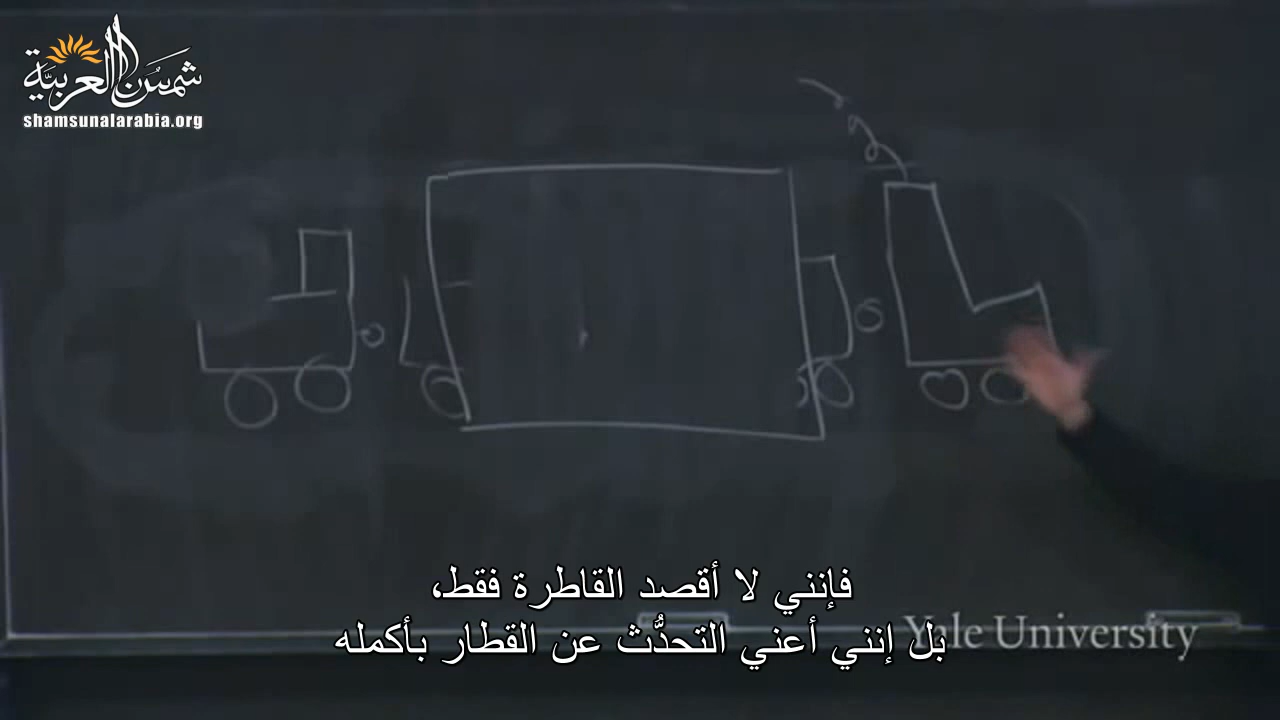 شمس العربية
shamsunalarabia.org
فإنني لا أقصد القاطرة فقط،
بل إنني أعني التحدُّث عن القطار بأكمله
Yale University